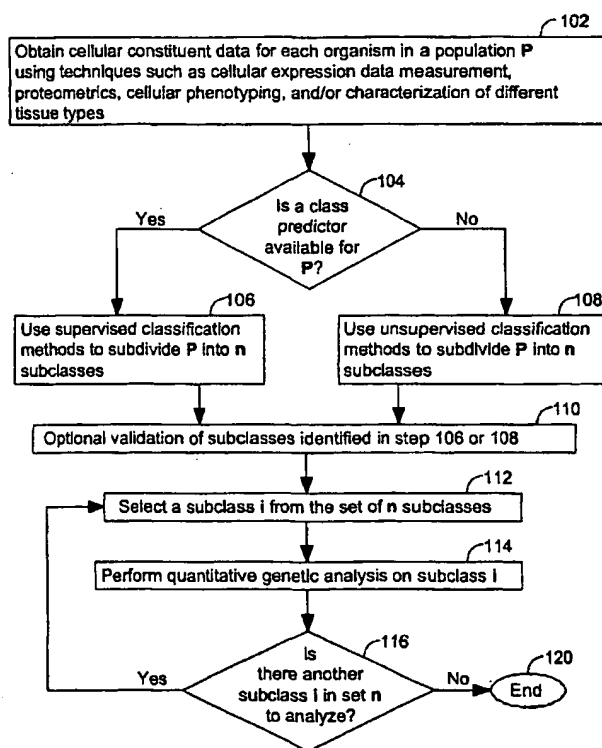 102
Obtain cellular constituent data for each organism in a population P
using techniques such as cellular expression data measurement,
proteometrics, cellular phenotyping, and/or characterization of different
tissue types
104
Is a class
predictor
available for
P?
Yes
No
106
Use supervised classification
methods to subdivide P into n
subclasses
108
Use unsupervised classification
methods to subdivide P into n
subclasses
110
Optional validation of subclasses identified in step 106 or 108
112
Select a subclass i from the set of n subclasses
114
Perform quantitative genetic analysis on subclass i
116
Is
there another
subclass i in set n
to analyze?
Yes
No
120
End